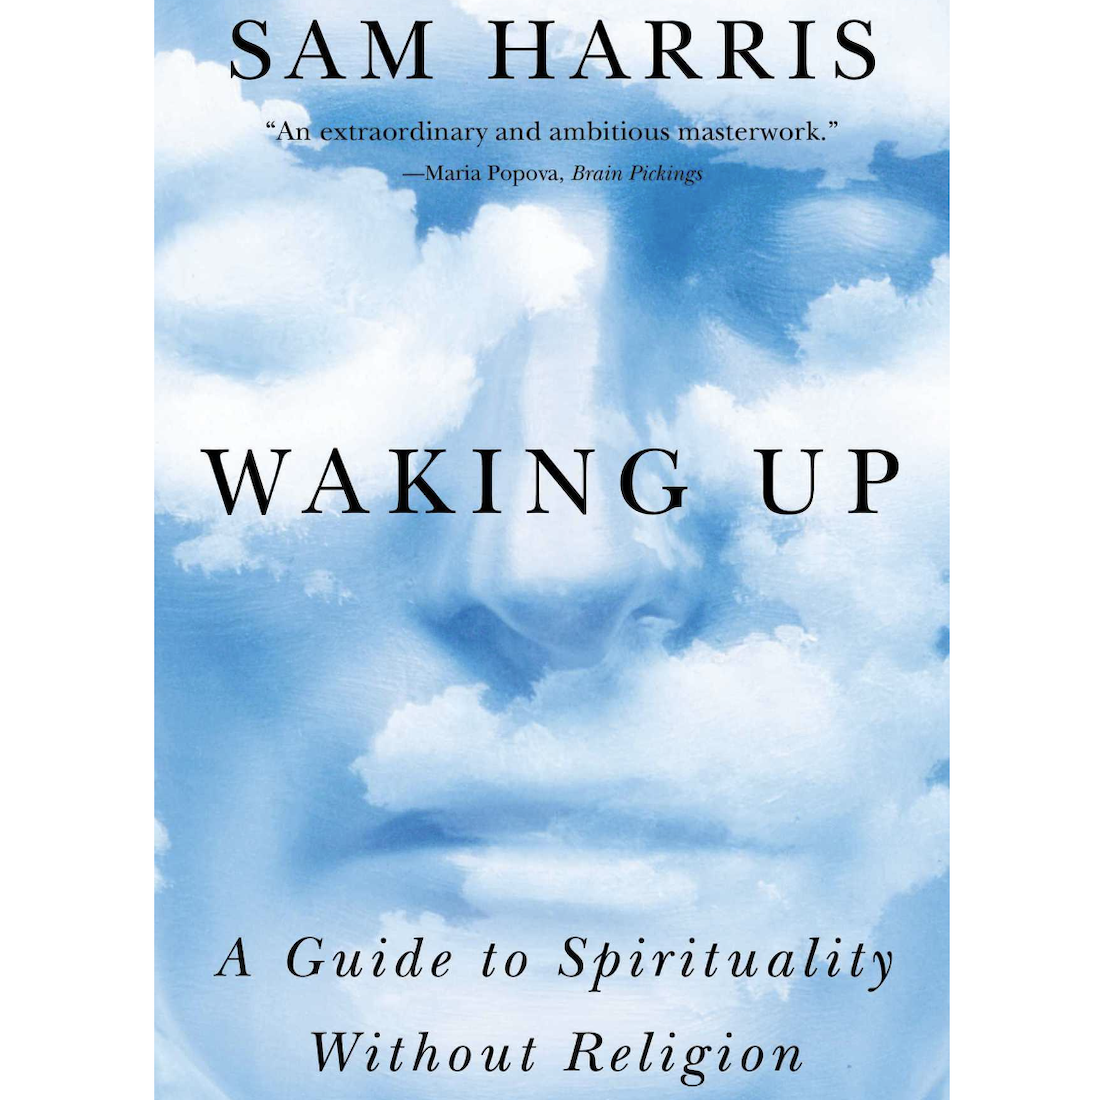 SAM HARRIS
“An extraordinary and ambitious masterwork.”
—Maria Popova, Brain Pickings
WAKING UP
A Guide to Spirituality
Without Religion